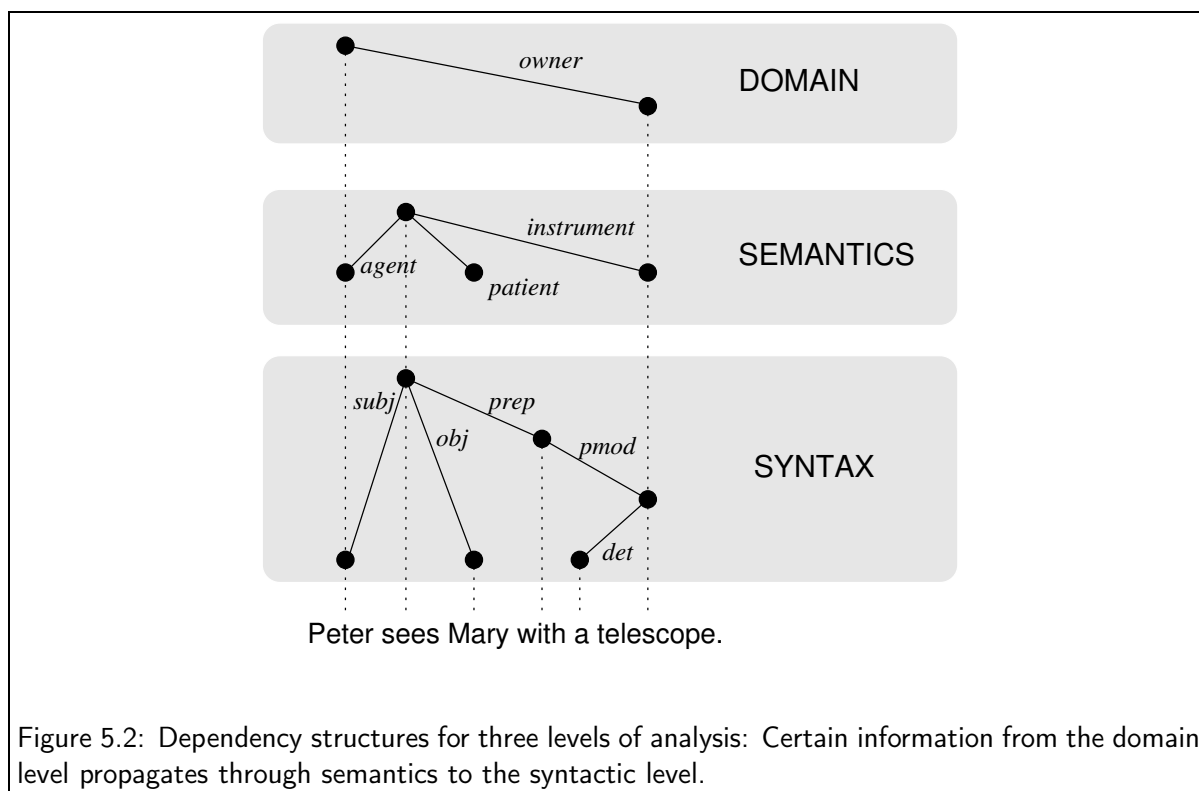 owner
DOMAIN
instrument
SEMANTICS
agent
patient
subj
prep
obj
pmod
SYNTAX
det
Peter sees Mary with a telescope.
Figure 5.2: Dependency structures for three levels of analysis: Certain information from the domain
level propagates through semantics to the syntactic level.